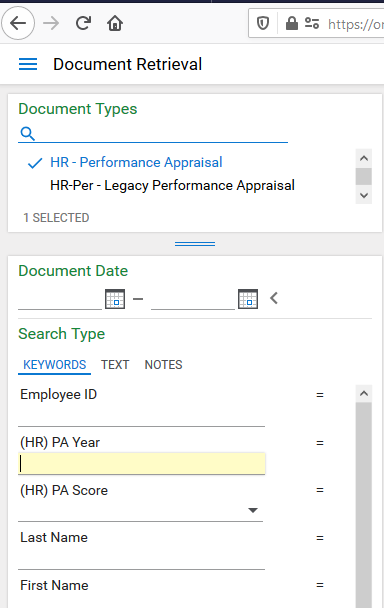 https://or
Document Retrieval
Document Types
HR - Performance Appraisal
HR-Per - Legacy Performance Appraisal
1 SELECTED
Document Date
–
Search Type
KEYWORDS TEXT NOTES
Employee ID =
(HR) PA Year =
(HR) PA Score =
Last Name =
First Name =